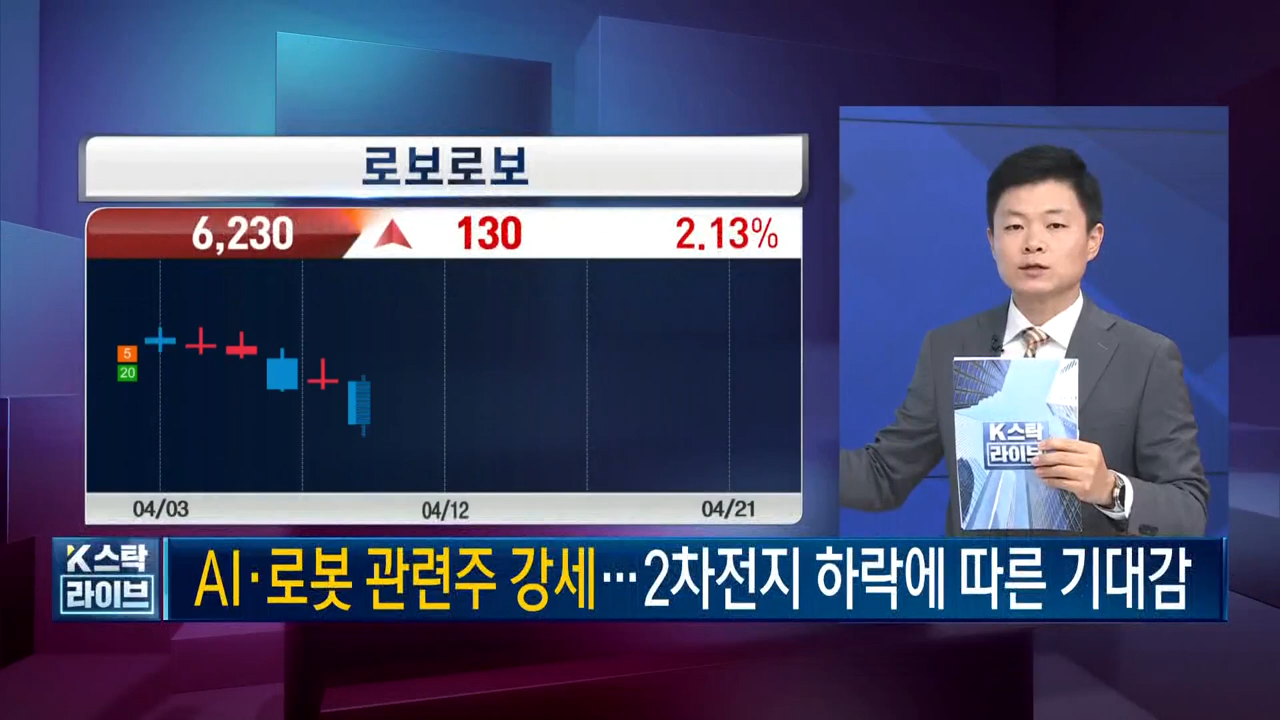 로보로보
6,230 130 2.13%
5
20
04/03 04/12 04/21
K스탁
라이브
K스탁
라이브
AI·로봇 관련주 강세…2차전지 하락에 따른 기대감